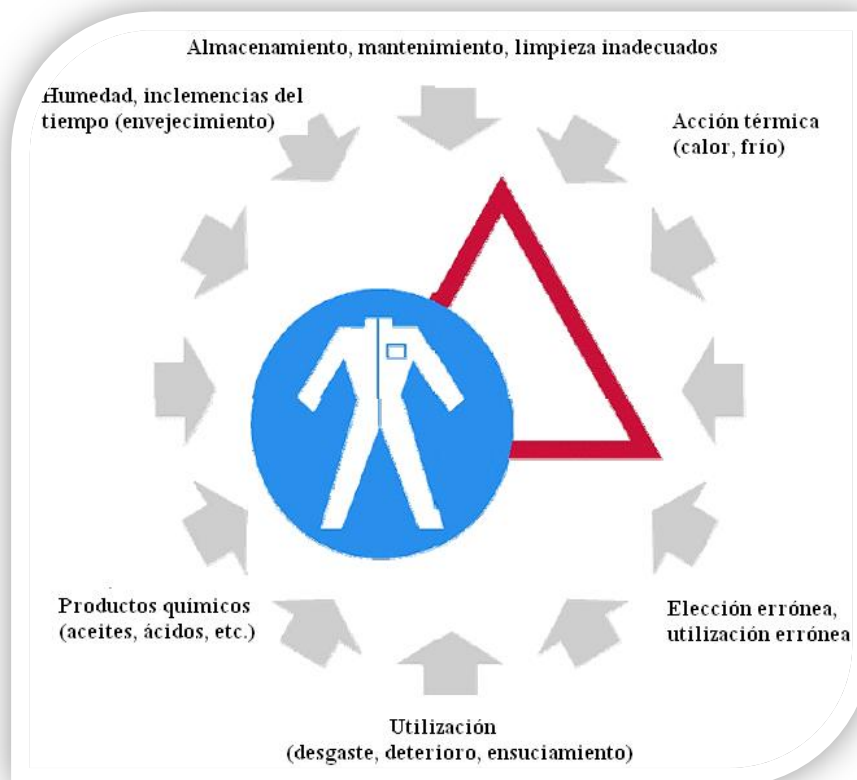 Almacenamiento, mantenimiento, limpieza inadecuados
Humedad, inclemencias del
tiempo (envejecimiento)
Acción térmica
(calor, frío)
Productos químicos
(aceites, ácidos, etc.)
Elección errónea,
utilización errónea
Utilización
(desgaste, deterioro, ensuciamiento)